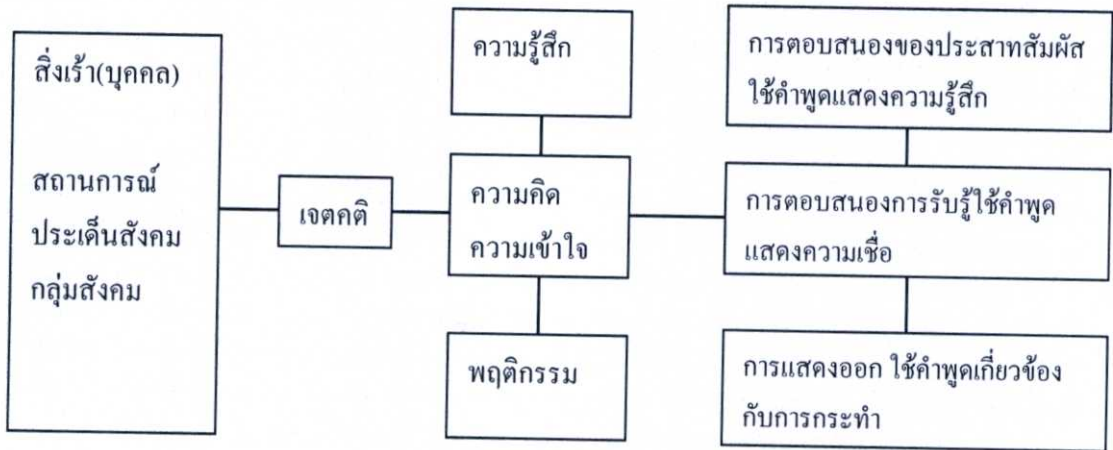 สิ่งเร้า(บุคคล)
สถานการณ์
ประเด็นสังคม
กลุ่มสังคม
เจตคติ
ความรู้สึก
ความคิด
ความเข้าใจ
พฤติกรรม
การตอบสนองของประสาทสัมผัส
ใช้คำพูดแสดงความรู้สึก
การตอบสนองการรับรู้ใช้คำพูด
แสดงความเชื่อ
การแสดงออก ใช้คำพูดเกี่ยวข้อง
กับการกระทำ